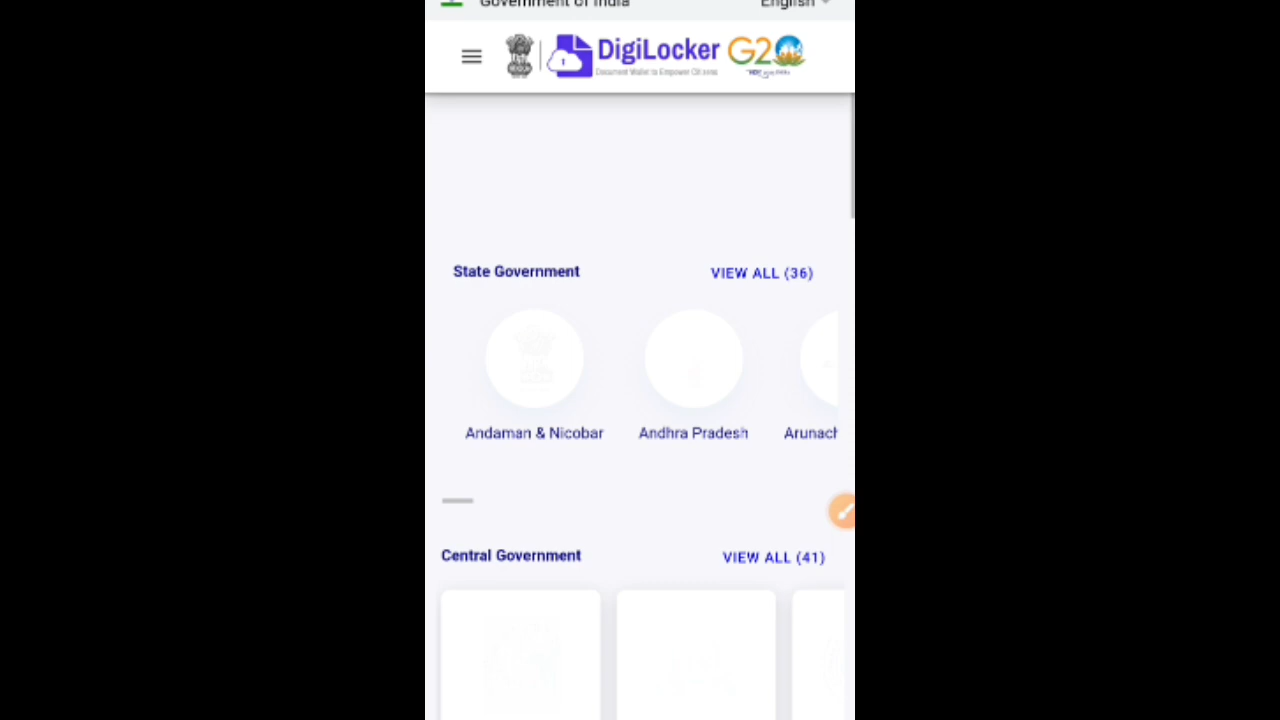 Government of India English
DigiLocker G20
Document Wallet to Empower Citizens
State Government VIEW ALL (36)
Andaman & Nicobar Andhra Pradesh Arunach
Central Government VIEW ALL (41)